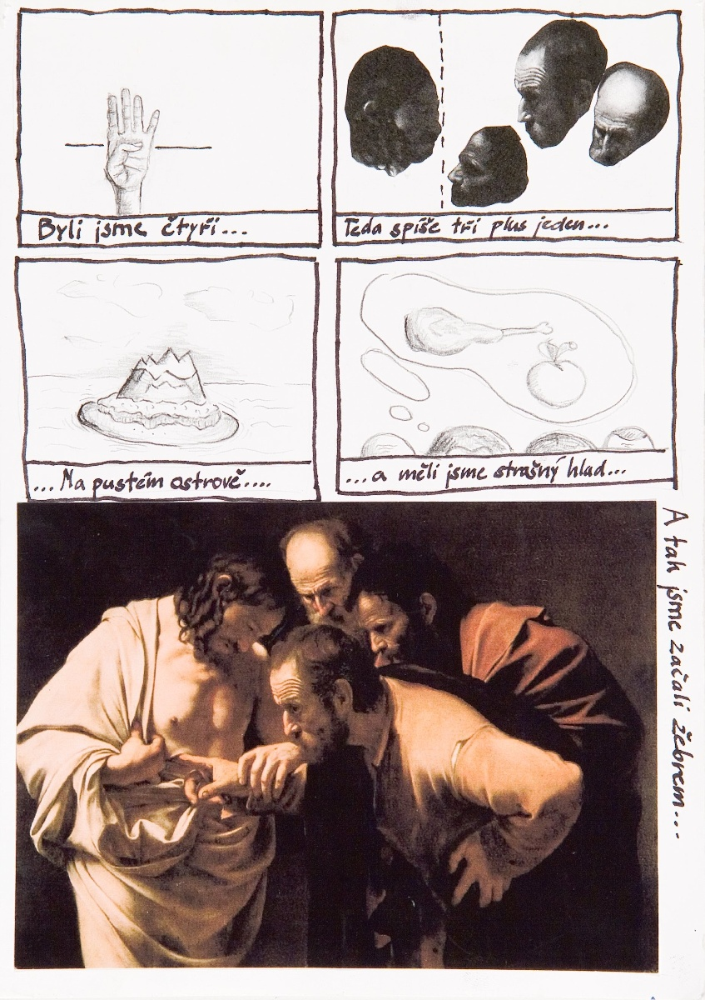 Byli jsme čtyři...
Teda spíše tři plus jeden...
...Na pustém ostrově....
...a měli jsme strašný hlad...
A tak jsme začali žebrem...